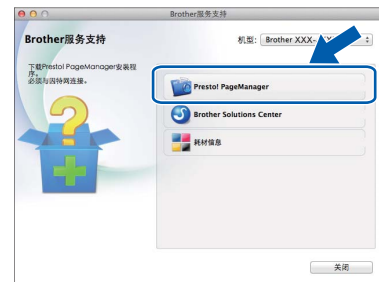 Brother服务支持
Brother服务支持
机型: Brother XXX-
下载Presto! PageManager安装程
序。
必须与因特网连接。
Presto! PageManager
Brother Solutions Center
耗材信息
关闭